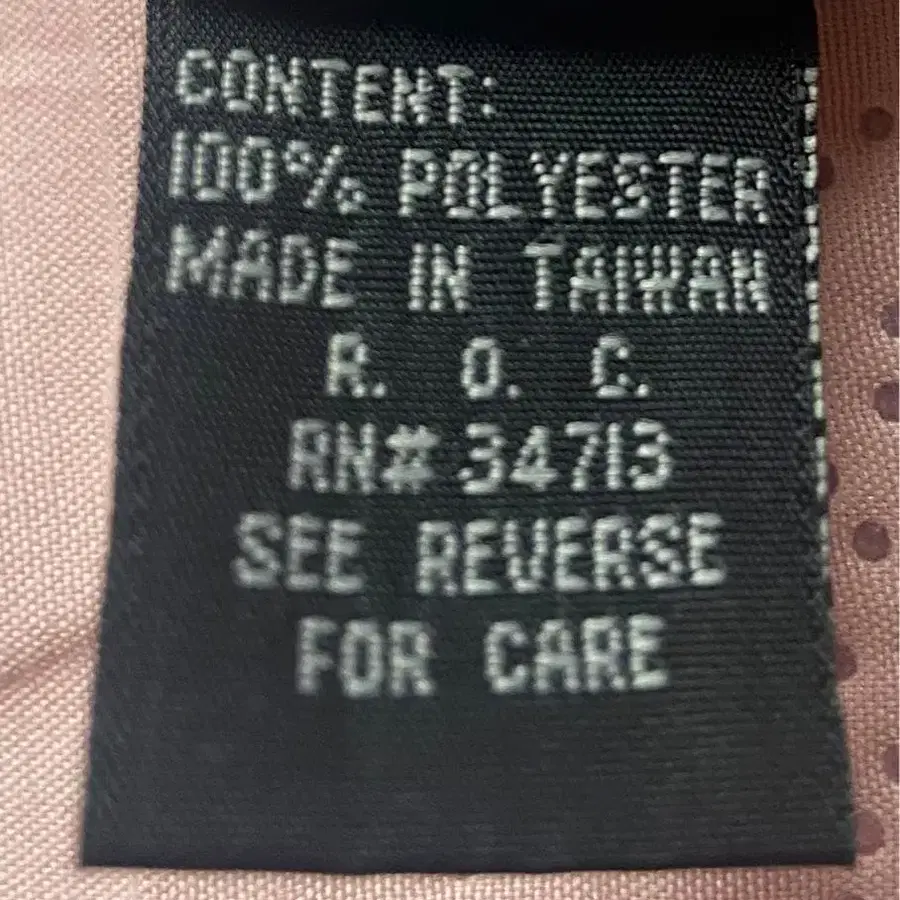 CONTENT:
100% POLYESTER
MADE IN TAIWAN
R. O. C.
RN# 34713
SEE REVERSE
FOR CARE